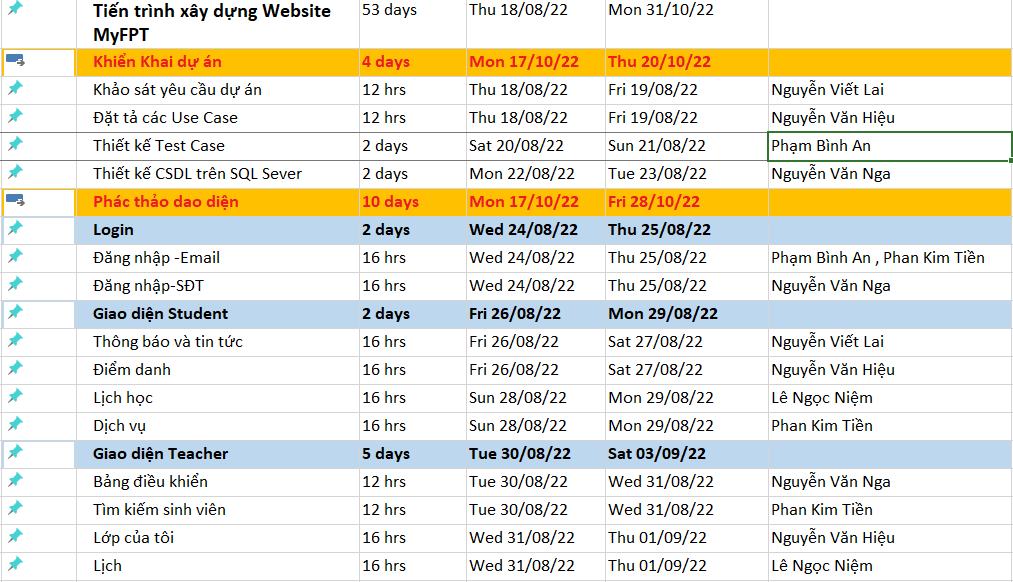 Tiến trình xây dựng Website MyFPT 53 days Thu 18/08/22 Mon 31/10/22
Khiển Khai dự án 4 days Mon 17/10/22 Thu 20/10/22
Khảo sát yêu cầu dự án 12 hrs Thu 18/08/22 Fri 19/08/22 Nguyễn Viết Lai
Đặt tả các Use Case 12 hrs Thu 18/08/22 Fri 19/08/22 Nguyễn Văn Hiệu
Thiết kế Test Case 2 days Sat 20/08/22 Sun 21/08/22 Phạm Bình An
Thiết kế CSDL trên SQL Sever 2 days Mon 22/08/22 Tue 23/08/22 Nguyễn Văn Nga
Phác thảo dao diện 10 days Mon 17/10/22 Fri 28/10/22
Login 2 days Wed 24/08/22 Thu 25/08/22
Đăng nhập -Email 16 hrs Wed 24/08/22 Thu 25/08/22 Phạm Bình An , Phan Kim Tiền
Đăng nhập-SĐT 16 hrs Wed 24/08/22 Thu 25/08/22 Nguyễn Văn Nga
Giao diện Student 2 days Fri 26/08/22 Mon 29/08/22
Thông báo và tin tức 16 hrs Fri 26/08/22 Sat 27/08/22 Nguyễn Viết Lai
Điểm danh 16 hrs Fri 26/08/22 Sat 27/08/22 Nguyễn Văn Hiệu
Lịch học 16 hrs Sun 28/08/22 Mon 29/08/22 Lê Ngọc Niệm
Dịch vụ 16 hrs Sun 28/08/22 Mon 29/08/22 Phan Kim Tiền
Giao diện Teacher 5 days Tue 30/08/22 Sat 03/09/22
Bảng điều khiển 12 hrs Tue 30/08/22 Wed 31/08/22 Nguyễn Văn Nga
Tìm kiếm sinh viên 12 hrs Tue 30/08/22 Wed 31/08/22 Phan Kim Tiền
Lớp của tôi 16 hrs Wed 31/08/22 Thu 01/09/22 Nguyễn Văn Hiệu
Lịch 16 hrs Wed 31/08/22 Thu 01/09/22 Lê Ngọc Niệm